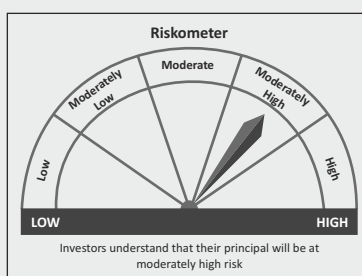 Riskometer
Low
Moderately
Low
Moderate
Moderately
High
High
LOW
HIGH
Investors understand that their principal will be at
moderately high risk